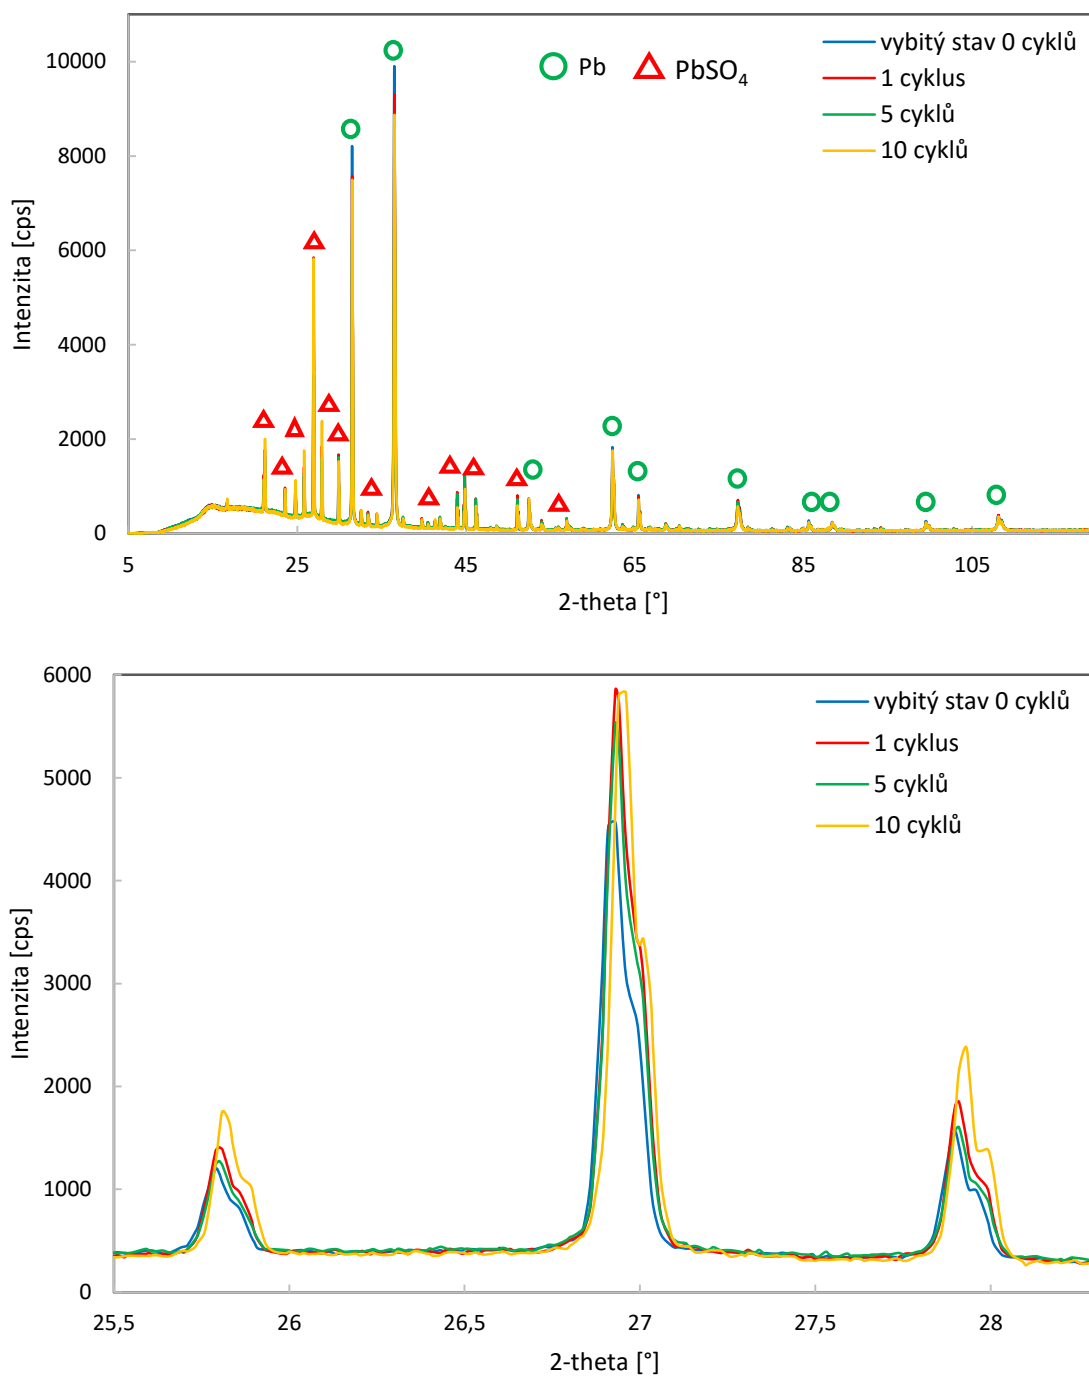 10000
8000
6000
4000
2000
0
Intenzita [cps]
Pb
PbSO₄
vybitý stav 0 cyklů
1 cyklus
5 cyklů
10 cyklů
5 25 45 65 85 105
2-theta [°]
6000
5000
4000
3000
2000
1000
0
Intenzita [cps]
vybitý stav 0 cyklů
1 cyklus
5 cyklů
10 cyklů
25,5 26 26,5 27 27,5 28
2-theta [°]